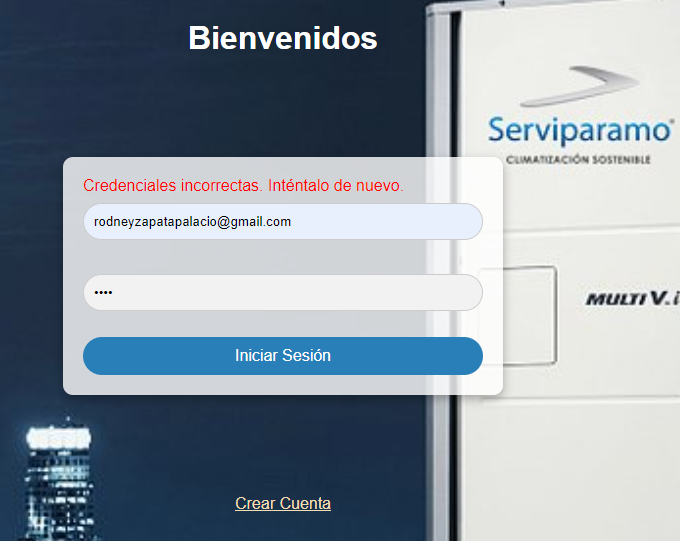 Bienvenidos
Serviparamo
CLIMATIZACIÓN SOSTENIBLE
Credenciales incorrectas. Inténtalo de nuevo.
rodneyzapatapalacio@gmail.com
••••
MULTI V.i
Iniciar Sesión
Crear Cuenta